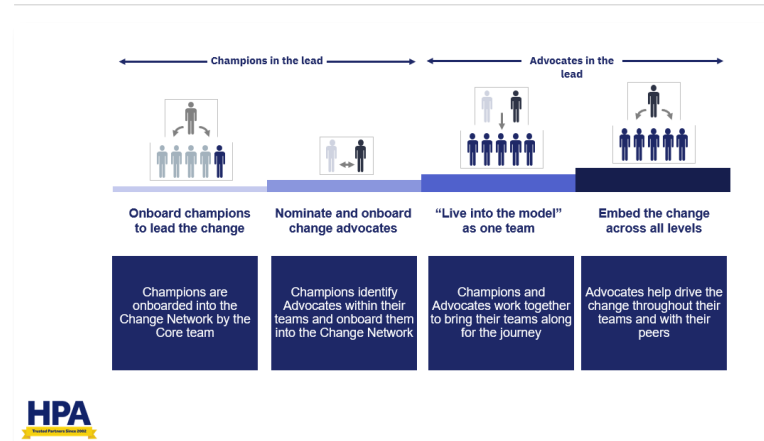 Champions in the lead
Advocates in the
lead
Onboard champions
to lead the change
Nominate and onboard
change advocates
“Live into the model”
as one team
Embed the change
across all levels
Champions are
onboarded into the
Change Network by the
Core team
Champions identify
Advocates within their
teams and onboard them
into the Change Network
Champions and
Advocates work together
to bring their teams along
for the journey
Advocates help drive the
change throughout their
teams and with their
peers
HPA
Trusted Partners Since 2002